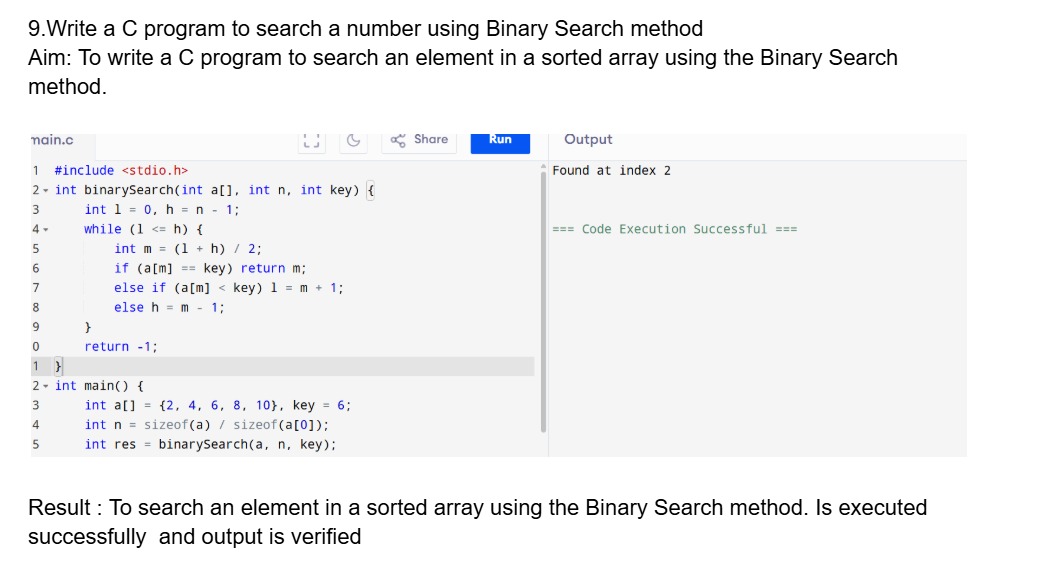 9.Write a C program to search a number using Binary Search method
Aim: To write a C program to search an element in a sorted array using the Binary Search
method.
main.c
Share
Run
Output
1 #include <stdio.h>
2 int binarySearch(int a[], int n, int key) {
3 int l = 0, h = n - 1;
4 while (l <= h) {
5 int m = (l + h) / 2;
6 if (a[m] == key) return m;
7 else if (a[m] < key) l = m + 1;
8 else h = m - 1;
9 }
0 return -1;
1 }
2 int main() {
3 int a[] = {2, 4, 6, 8, 10}, key = 6;
4 int n = sizeof(a) / sizeof(a[0]);
5 int res = binarySearch(a, n, key);
Found at index 2
=== Code Execution Successful ===
Result : To search an element in a sorted array using the Binary Search method. Is executed
successfully  and output is verified